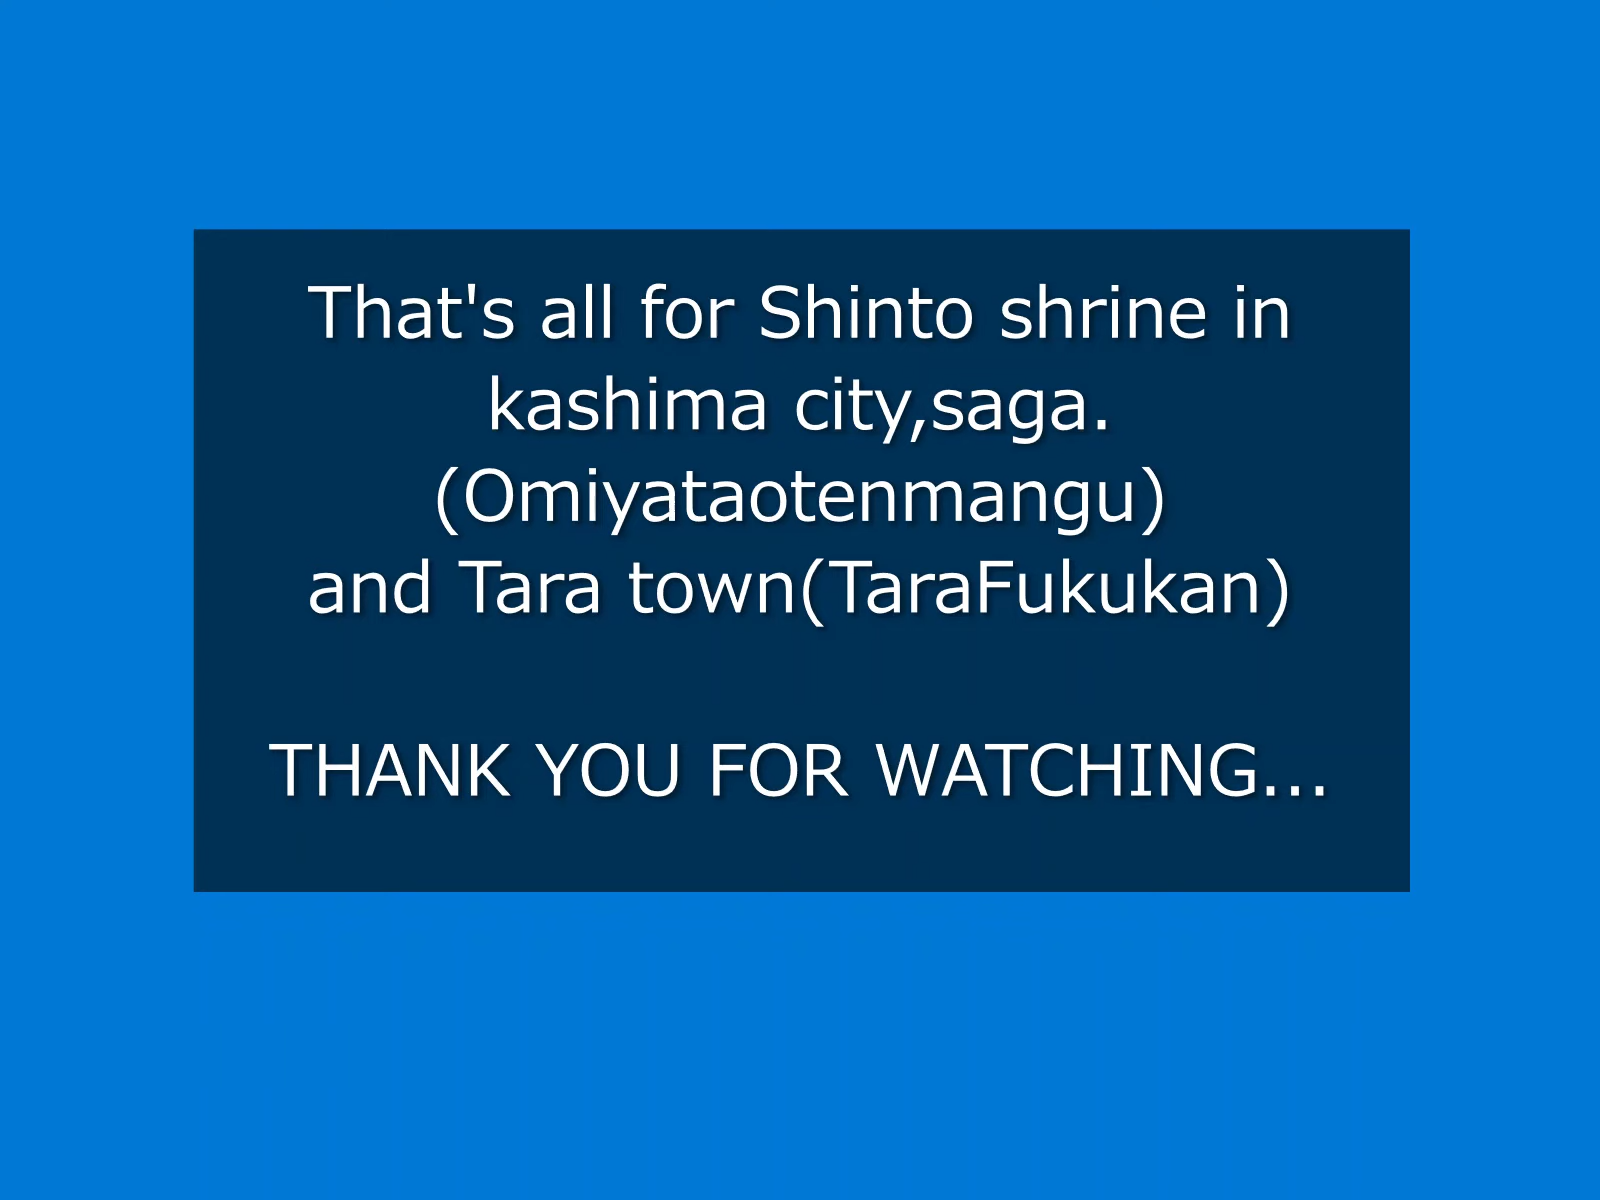 That's all for Shinto shrine in
kashima city,saga.
(Omiyataotenmangu)
and Tara town(TaraFukukan)
THANK YOU FOR WATCHING...